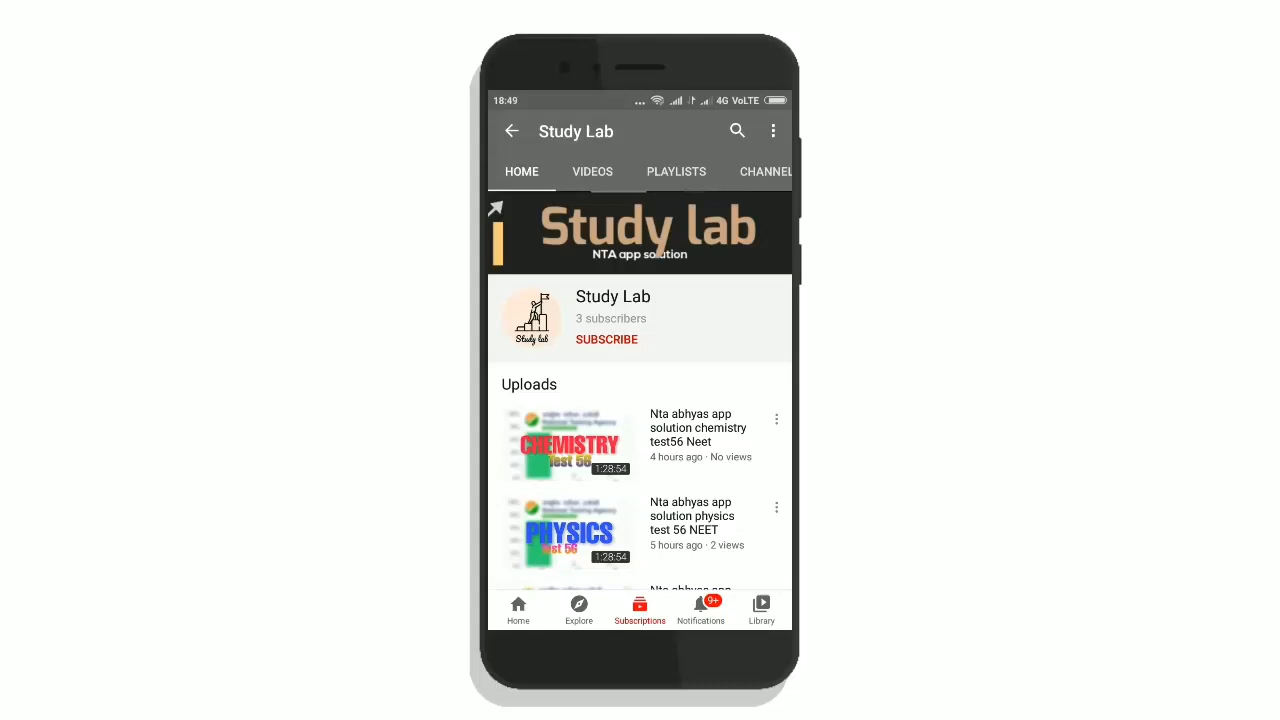 18:49
4G VoLTE
Study Lab
HOME VIDEOS PLAYLISTS CHANNEL
Study lab
NTA app solution
Study lab
Study Lab
3 subscribers
SUBSCRIBE
Uploads
CHEMISTRY
Test 56
1:28:54
Nta abhyas app
solution chemistry
test56 Neet
4 hours ago · No views
PHYSICS
test 56
1:28:54
Nta abhyas app
solution physics
test 56 NEET
5 hours ago · 2 views
9+
Home Explore Subscriptions Notifications Library